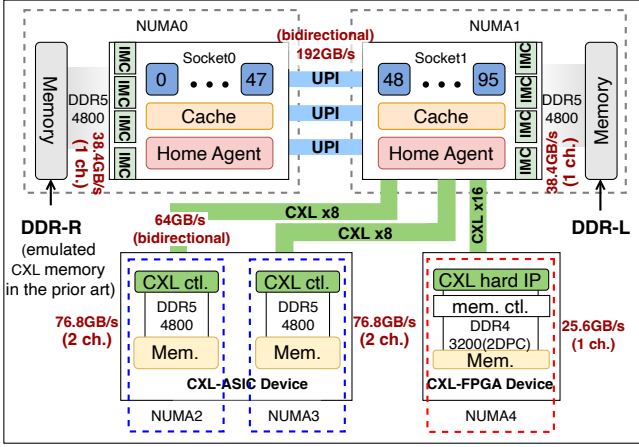 NUMA0
NUMA1
(bidirectional)
192GB/s
Socket0
Socket1
0
47
48
95
IMC
IMC
IMC
IMC
IMC
IMC
IMC
IMC
Memory
Memory
DDR5
4800
DDR5
4800
38.4GB/s
(1 ch.)
38.4GB/s
(1 ch.)
UPI
UPI
UPI
Cache
Cache
Home Agent
Home Agent
DDR-R
(emulated
CXL memory
in the prior art)
DDR-L
64GB/s
(bidirectional)
CXL x8
CXL x8
CXL x16
CXL ctl.
CXL ctl.
CXL hard IP
mem. ctl.
DDR5
4800
DDR5
4800
DDR4
3200(2DPC)
Mem.
Mem.
Mem.
76.8GB/s
(2 ch.)
76.8GB/s
(2 ch.)
25.6GB/s
(1 ch.)
CXL-ASIC Device
CXL-FPGA Device
NUMA2
NUMA3
NUMA4